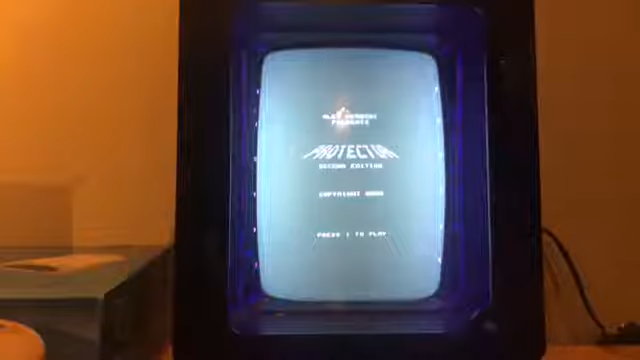 PRESENTS
PROTECTOR
SECOND EDITION
COPYRIGHT
PRESS 1 TO PLAY